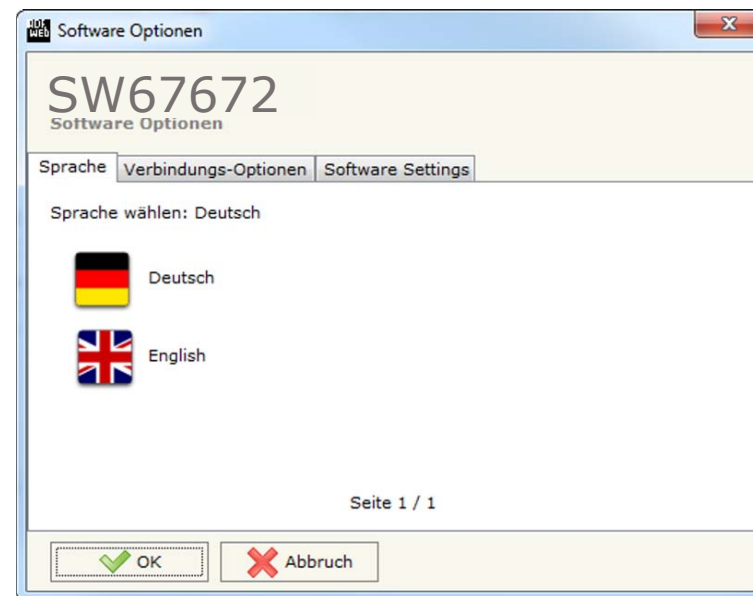 Software Optionen
SW67672
Software Optionen
Sprache Verbindungs-Optionen Software Settings
Sprache wählen: Deutsch
Deutsch
English
Seite 1 / 1
OK Abbruch